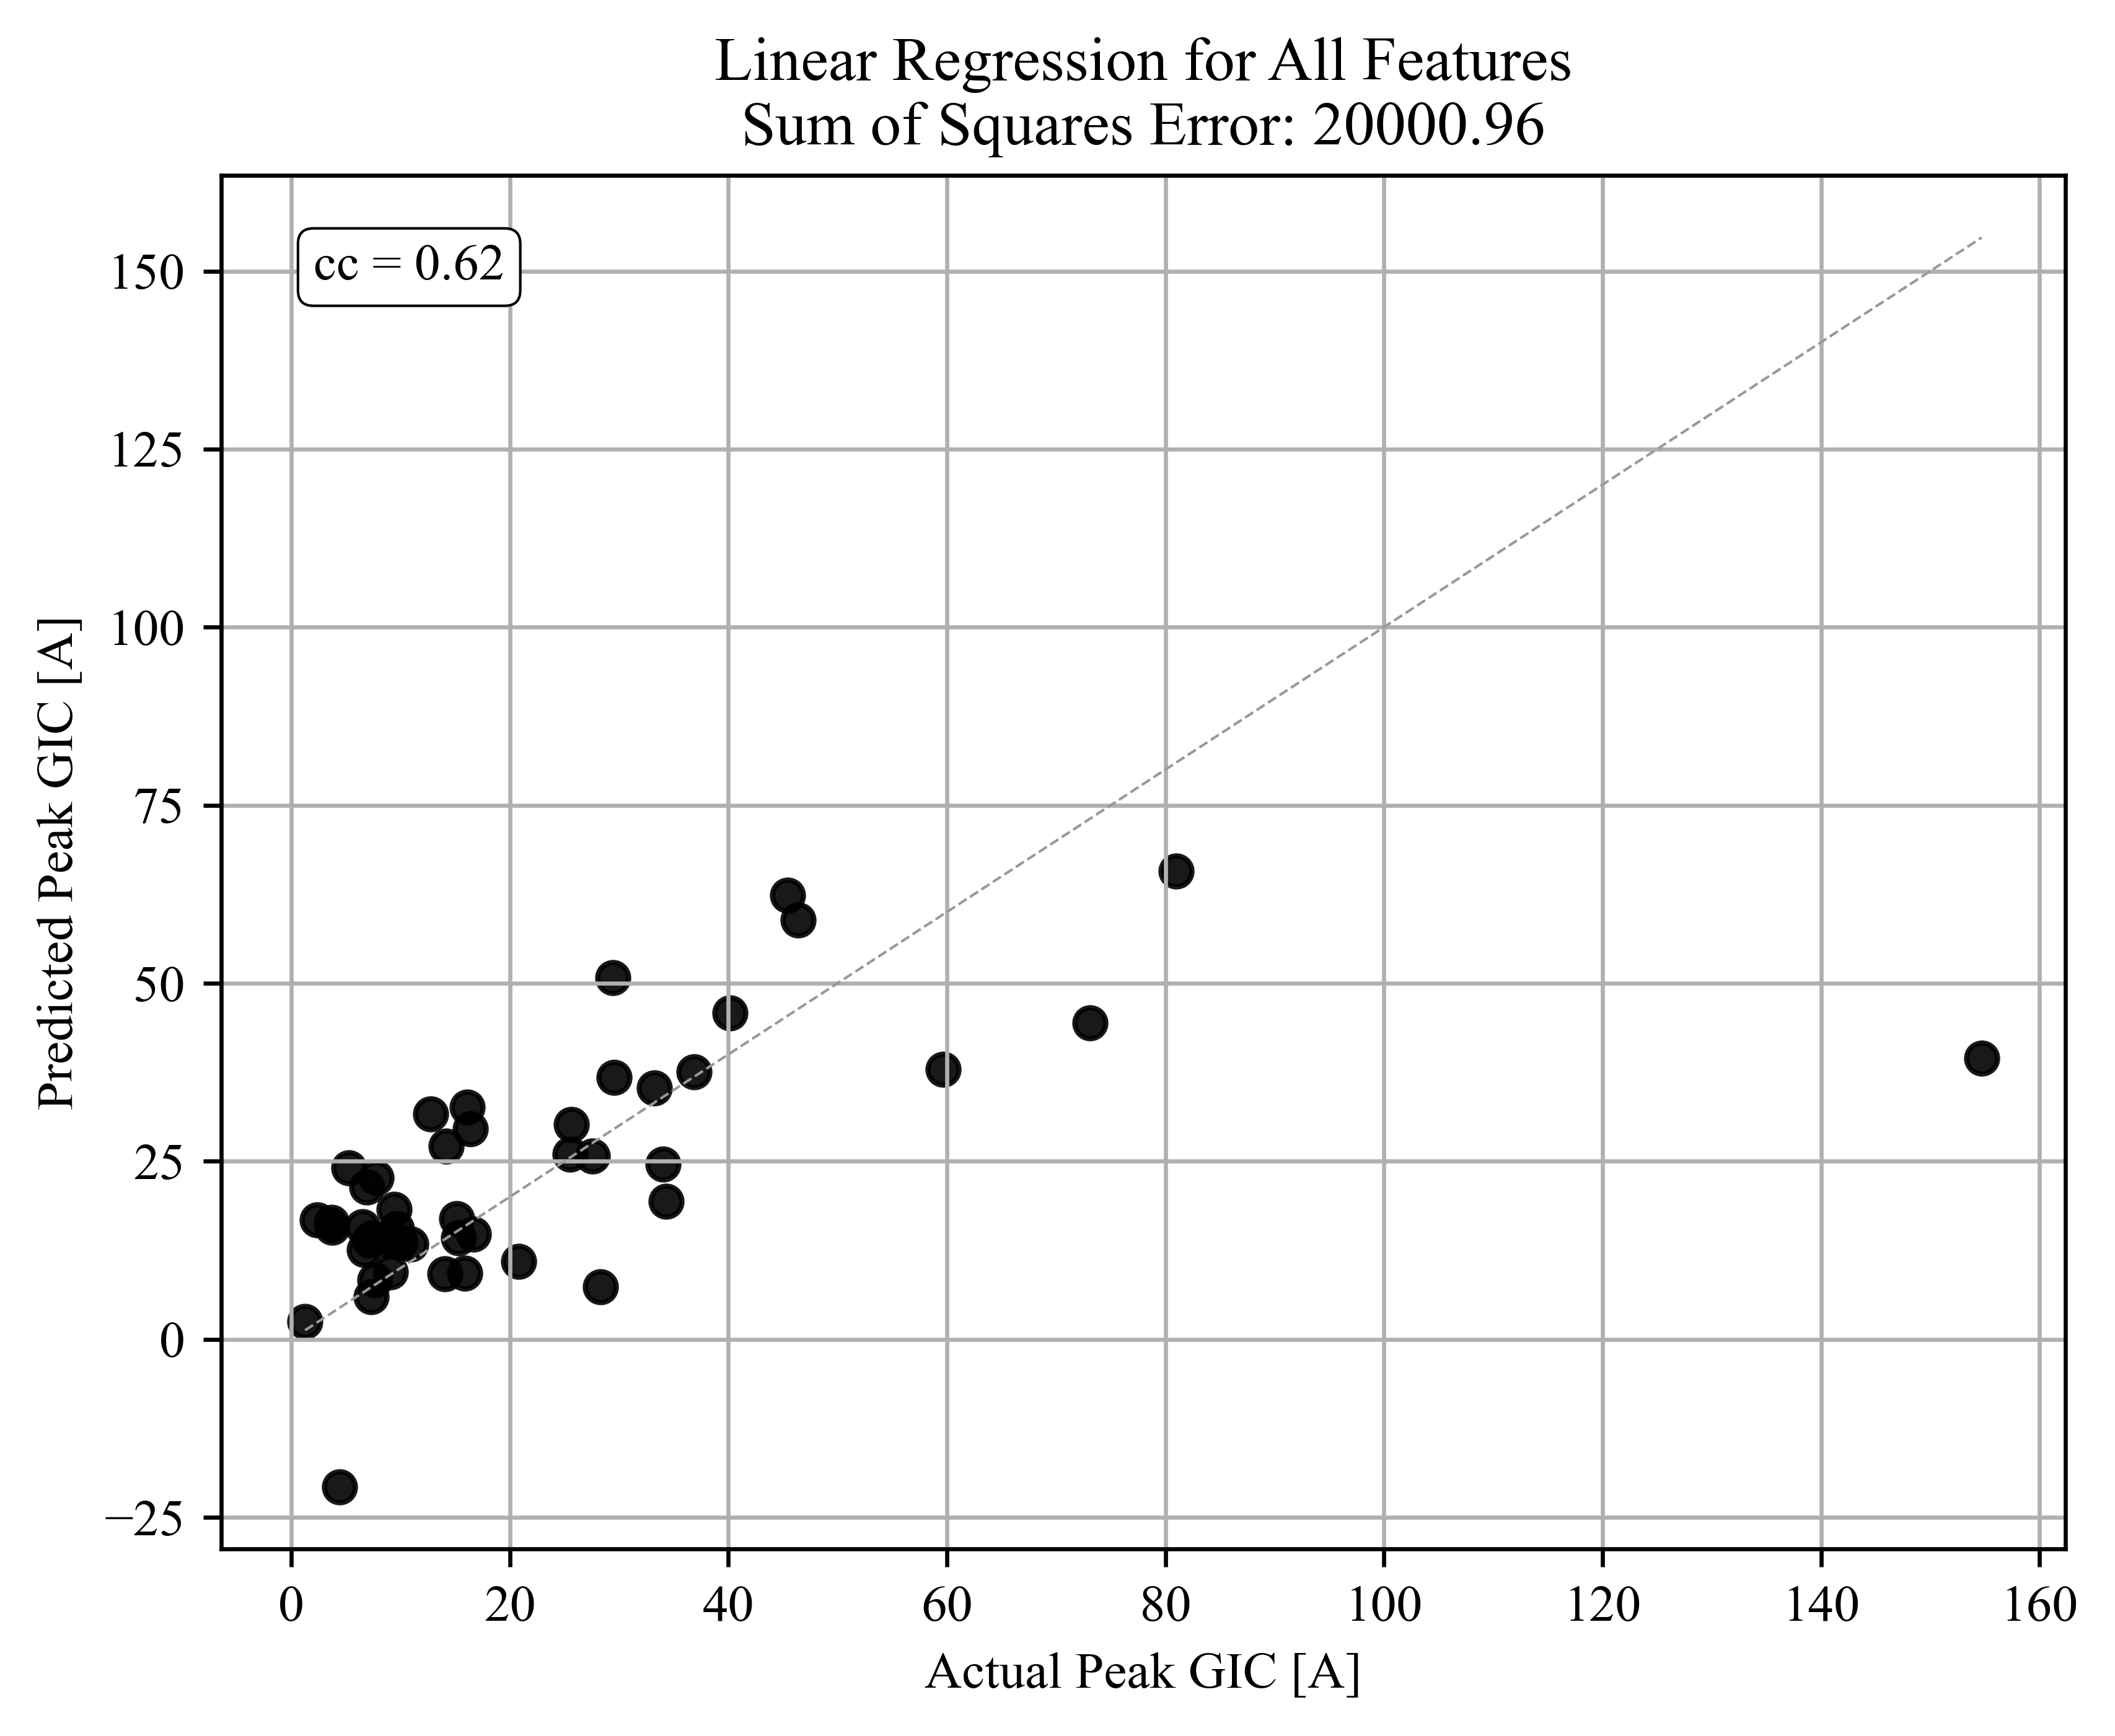 Linear Regression for All Features
Sum of Squares Error: 20000.96
cc = 0.62
150
125
100
75
50
25
0
−25
Predicted Peak GIC [A]
0 20 40 60 80 100 120 140 160
Actual Peak GIC [A]